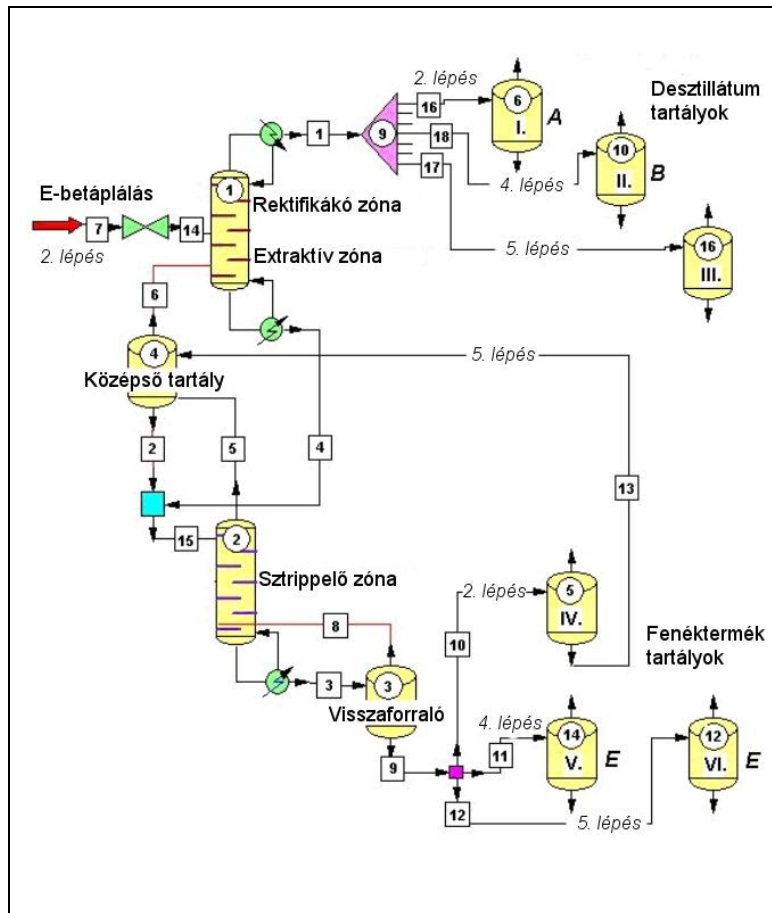 2. lépés
16
6
I.
A
Desztillátum
tartályok
1
9
18
10
II.
B
17
4. lépés
E-betáplálás
1
Rektifikákó zóna
7
14
2. lépés
5. lépés
16
III.
Extraktív zóna
6
4
5. lépés
Középső tartály
2
5
4
13
15
2
Sztrippelő zóna
2. lépés
5
IV.
8
10
Fenéktermék
tartályok
3
3
Visszaforraló
4. lépés
14
V.
E
12
VI.
E
9
11
12
5. lépés